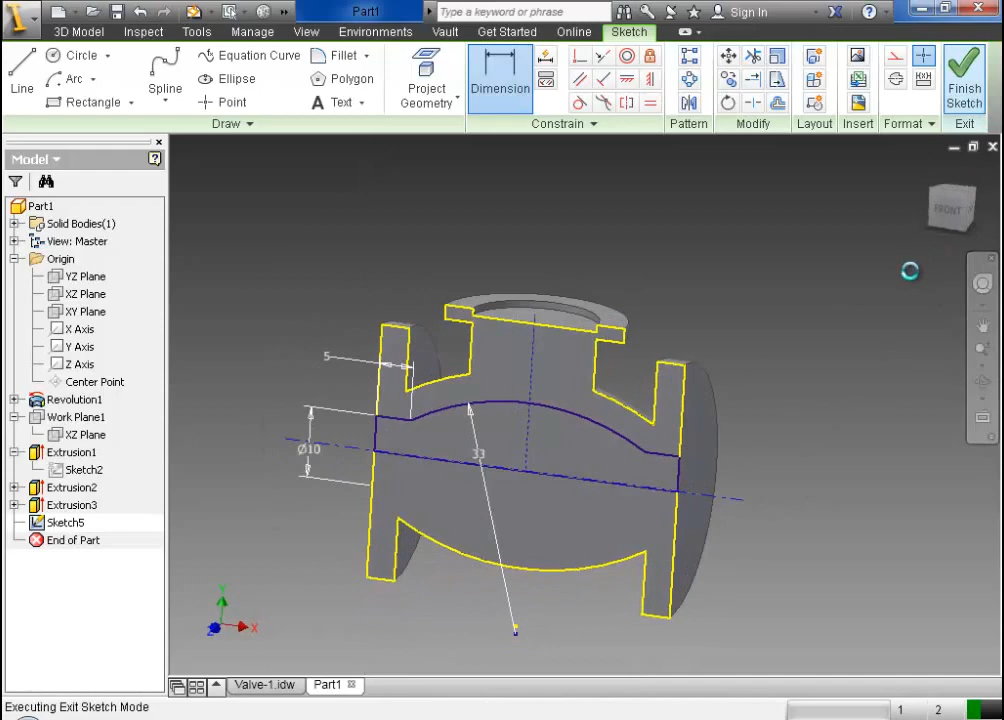 Part1
Type a keyword or phrase
Sign In
3D Model Inspect Tools Manage View Environments Vault Get Started Online Sketch
Line
Circle
Arc
Rectangle
Spline
Equation Curve
Ellipse
Point
Fillet
Polygon
Text
Project
Geometry
Dimension
Finish
Sketch
Draw
Constrain
Pattern
Modify
Layout
Insert
Format
Exit
Model
Part1
Solid Bodies(1)
View: Master
Origin
YZ Plane
XZ Plane
XY Plane
X Axis
Y Axis
Z Axis
Center Point
Revolution1
Work Plane1
XZ Plane
Extrusion1
Sketch2
Extrusion2
Extrusion3
Sketch5
End of Part
FRONT
5
Ø10
33
Y
Z
X
Valve-1.idw
Part1
Executing Exit Sketch Mode
1
2